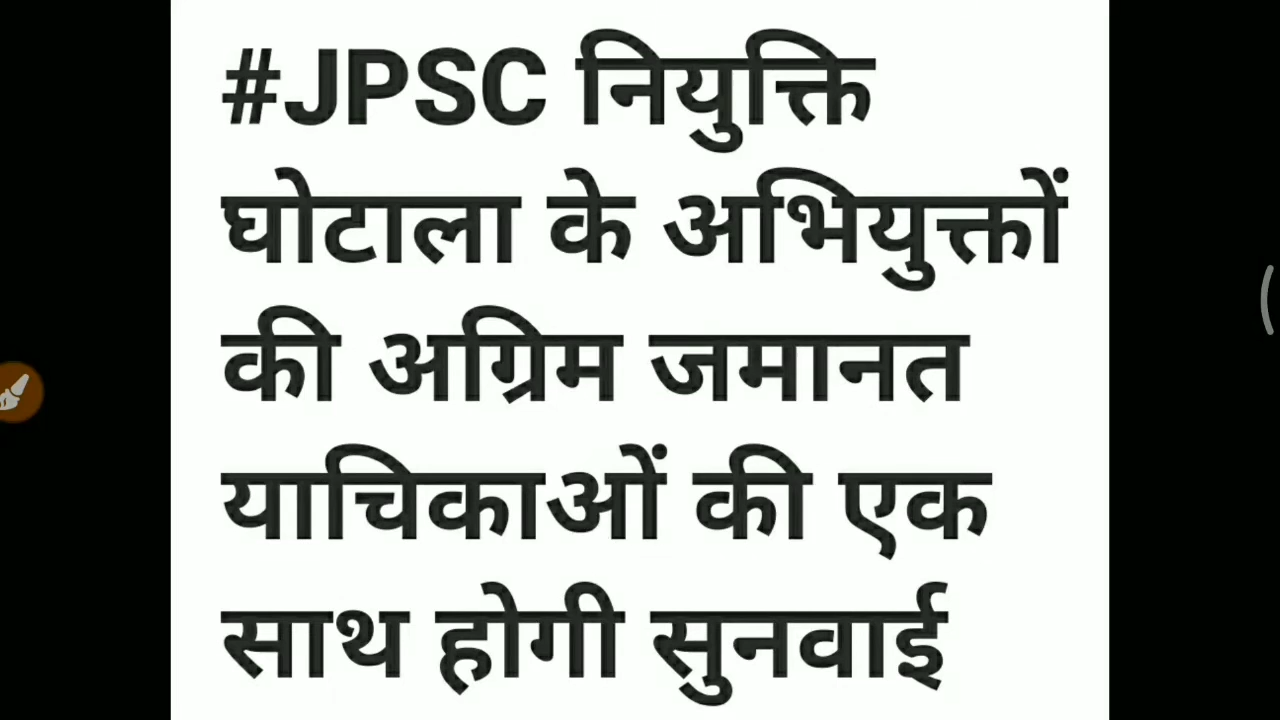 #JPSC नियुक्ति
घोटाला के अभियुक्तों
की अग्रिम जमानत
याचिकाओं की एक
साथ होगी सुनवाई